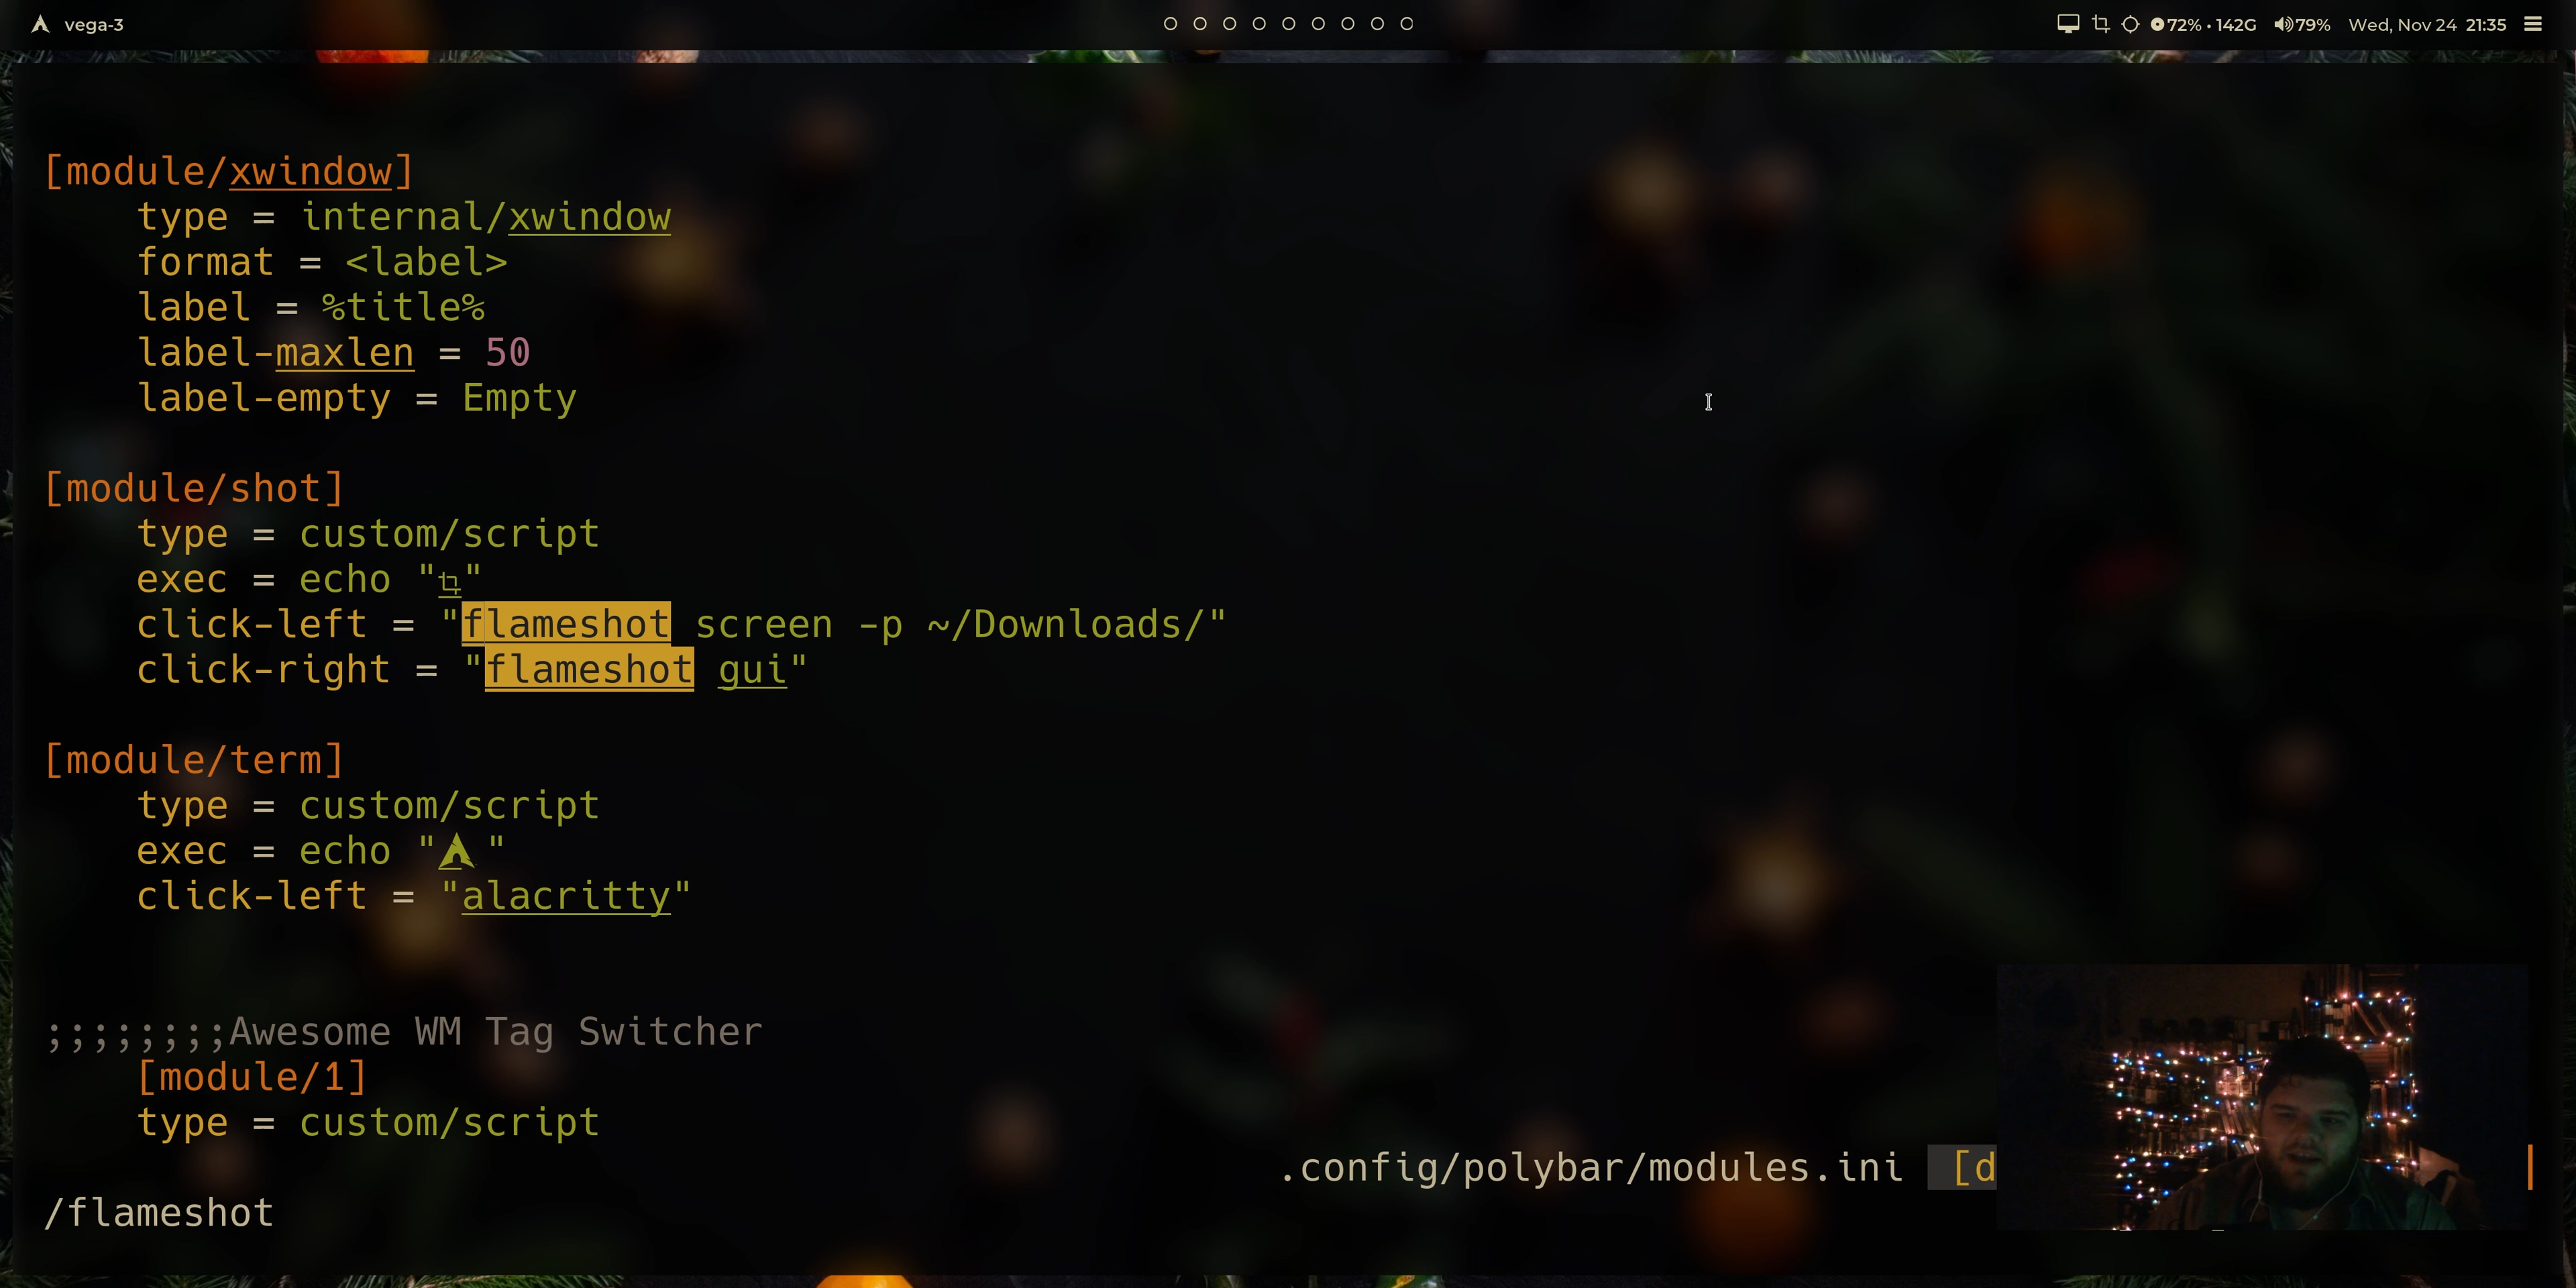 vega-3
72% • 142G 79% Wed, Nov 24 21:35
[module/xwindow]
type = internal/xwindow
format = <label>
label = %title%
label-maxlen = 50
label-empty = Empty
[module/shot]
type = custom/script
exec = echo ""
click-left = "flameshot screen -p ~/Downloads/"
click-right = "flameshot gui"
[module/term]
type = custom/script
exec = echo " "
click-left = "alacritty"
;;;;;;;;Awesome WM Tag Switcher
[module/1]
type = custom/script
.config/polybar/modules.ini [d
/flameshot